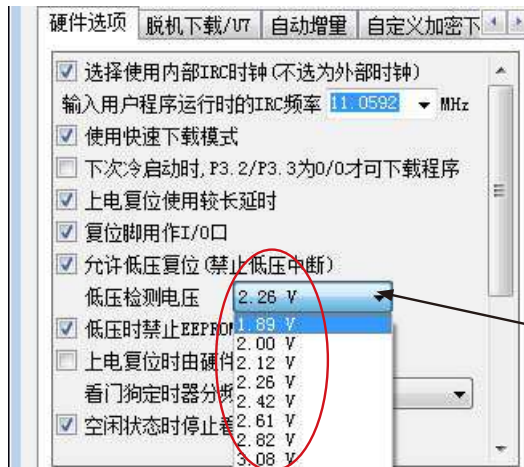 硬件选项 脱机下载/U7 自动增量 自定义加密下
选择使用内部IRC时钟(不选为外部时钟)
输入用户程序运行时的IRC频率 11.0592 MHz
使用快速下载模式
下次冷启动时,P3.2/P3.3为0/0才可下载程序
上电复位使用较长延时
复位脚用作I/O口
允许低压复位(禁止低压中断)
低压检测电压 2.26 V
低压时禁止EEPROM
1.89 V
2.00 V
上电复位时由硬件
2.12 V
2.26 V
看门狗定时器分频
2.42 V
2.61 V
空闲状态时停止看
2.82 V
3.08 V